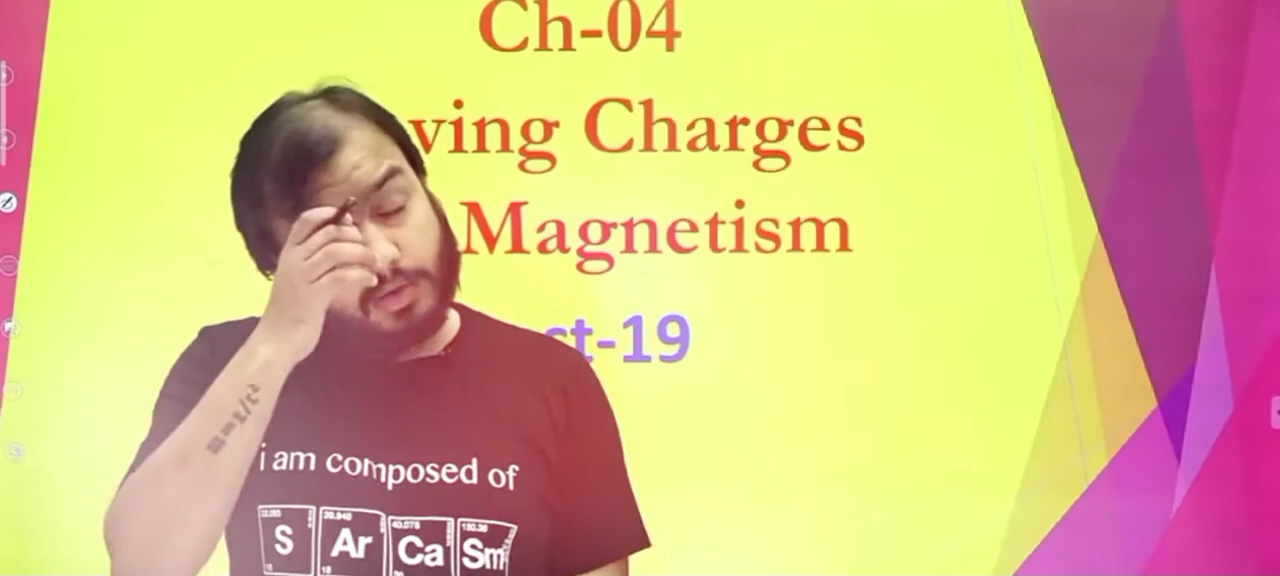 Ch-04
ving Charges
Magnetism
ct-19
i am composed of
S Ar Ca Sm